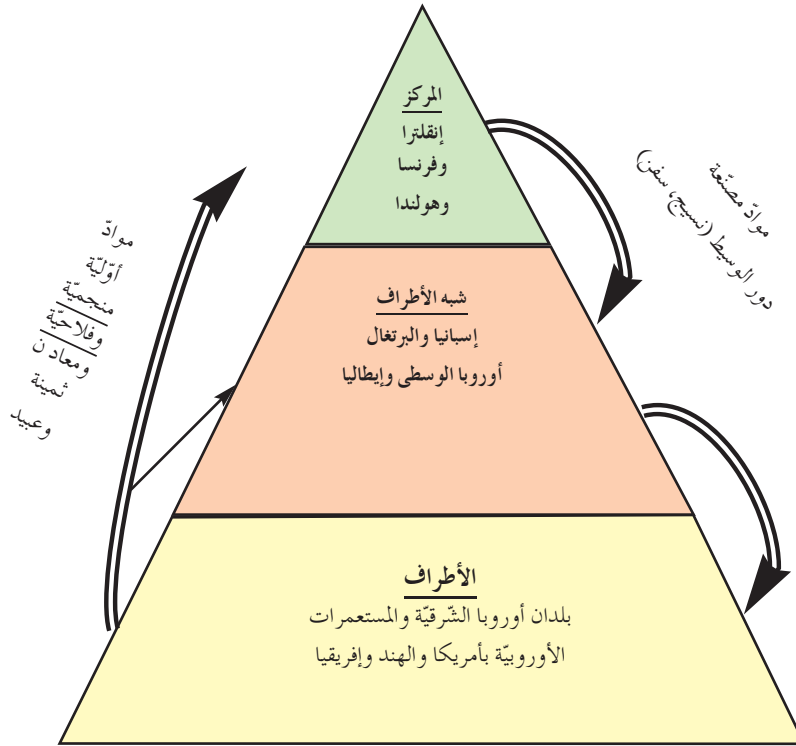 المركز
إنقلترا
وفرنسا
وهولندا
موادّ مصنّعة
(نسيج، سفن)
دور الوسيط
شبه الأطراف
إسبانيا والبرتغال
أوروبا الوسطى وإيطاليا
موادّ
أوّليّة
منجميّة
وفلاحيّة
ومعادن
ثمينة
وعبيد
الأطراف
بلدان أوروبا الشّرقيّة والمستعمرات
الأوروبيّة بأمريكا والهند وإفريقيا